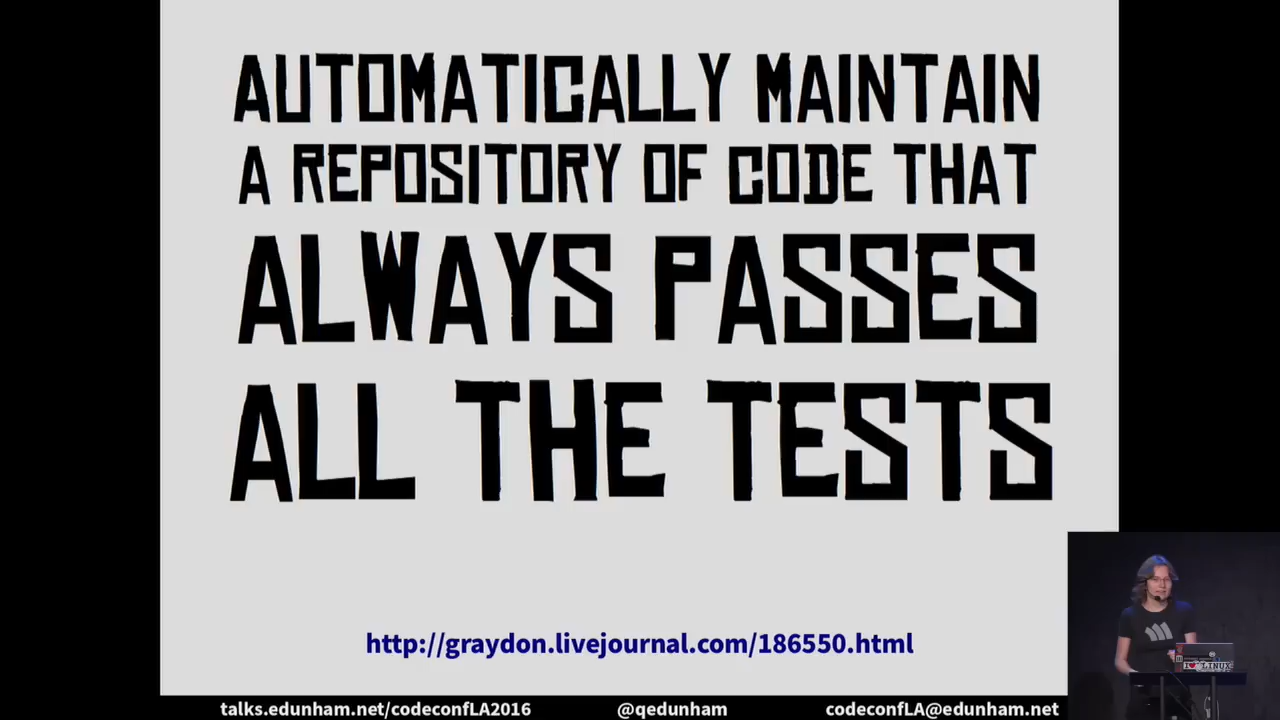 AUTOMATICALLY MAINTAIN
A REPOSITORY OF CODE THAT
ALWAYS PASSES
ALL THE TESTS
http://graydon.livejournal.com/186550.html
talks.edunham.net/codeconfLA2016 @qedunham codeconfLA@edunham.net